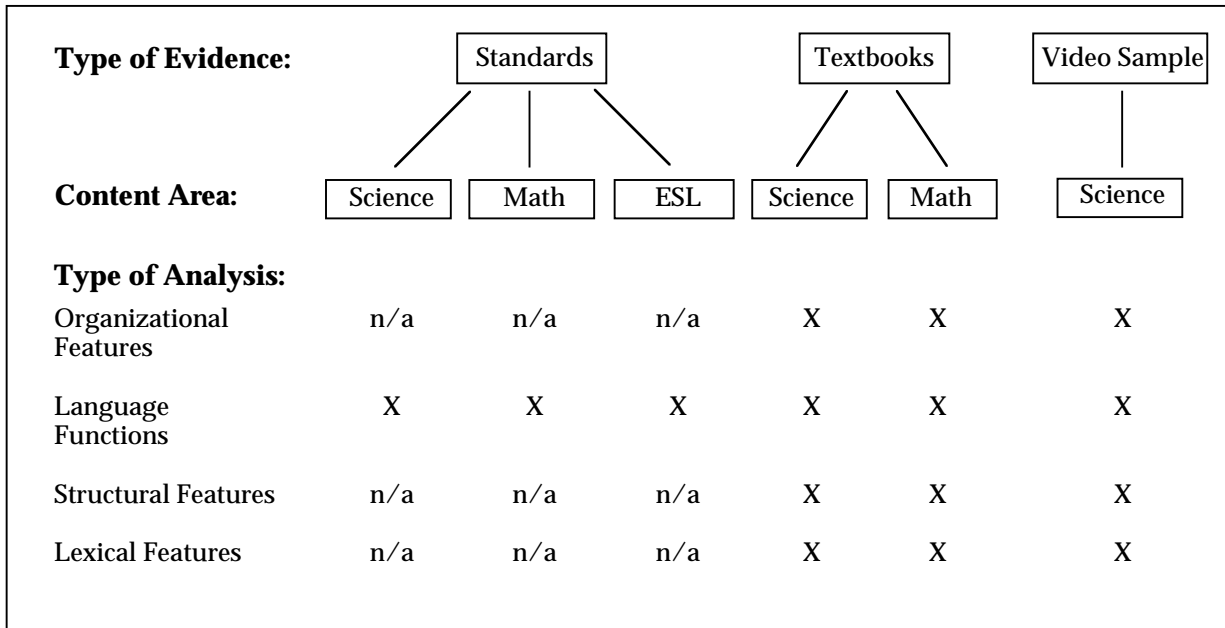 Type of Evidence: Standards Textbooks Video Sample
Content Area: Science Math ESL Science Math Science
Type of Analysis:
Organizational n/a n/a n/a X X X
Features
Language X X X X X X
Functions
Structural Features n/a n/a n/a X X X
Lexical Features n/a n/a n/a X X X